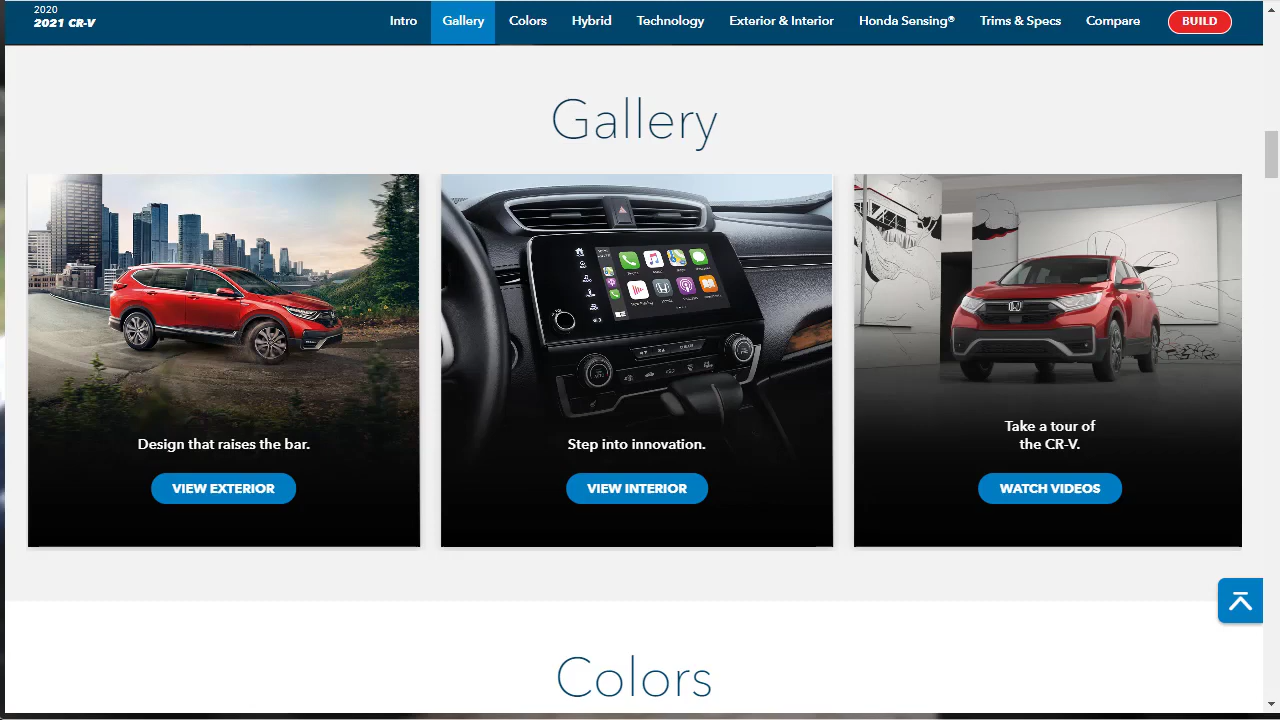 2020
2021 CR-V
Intro
Gallery
Colors
Hybrid
Technology
Exterior & Interior
Honda Sensing®
Trims & Specs
Compare
BUILD
Gallery
Design that raises the bar.
VIEW EXTERIOR
Step into innovation.
VIEW INTERIOR
Take a tour of
the CR-V.
WATCH VIDEOS
Colors